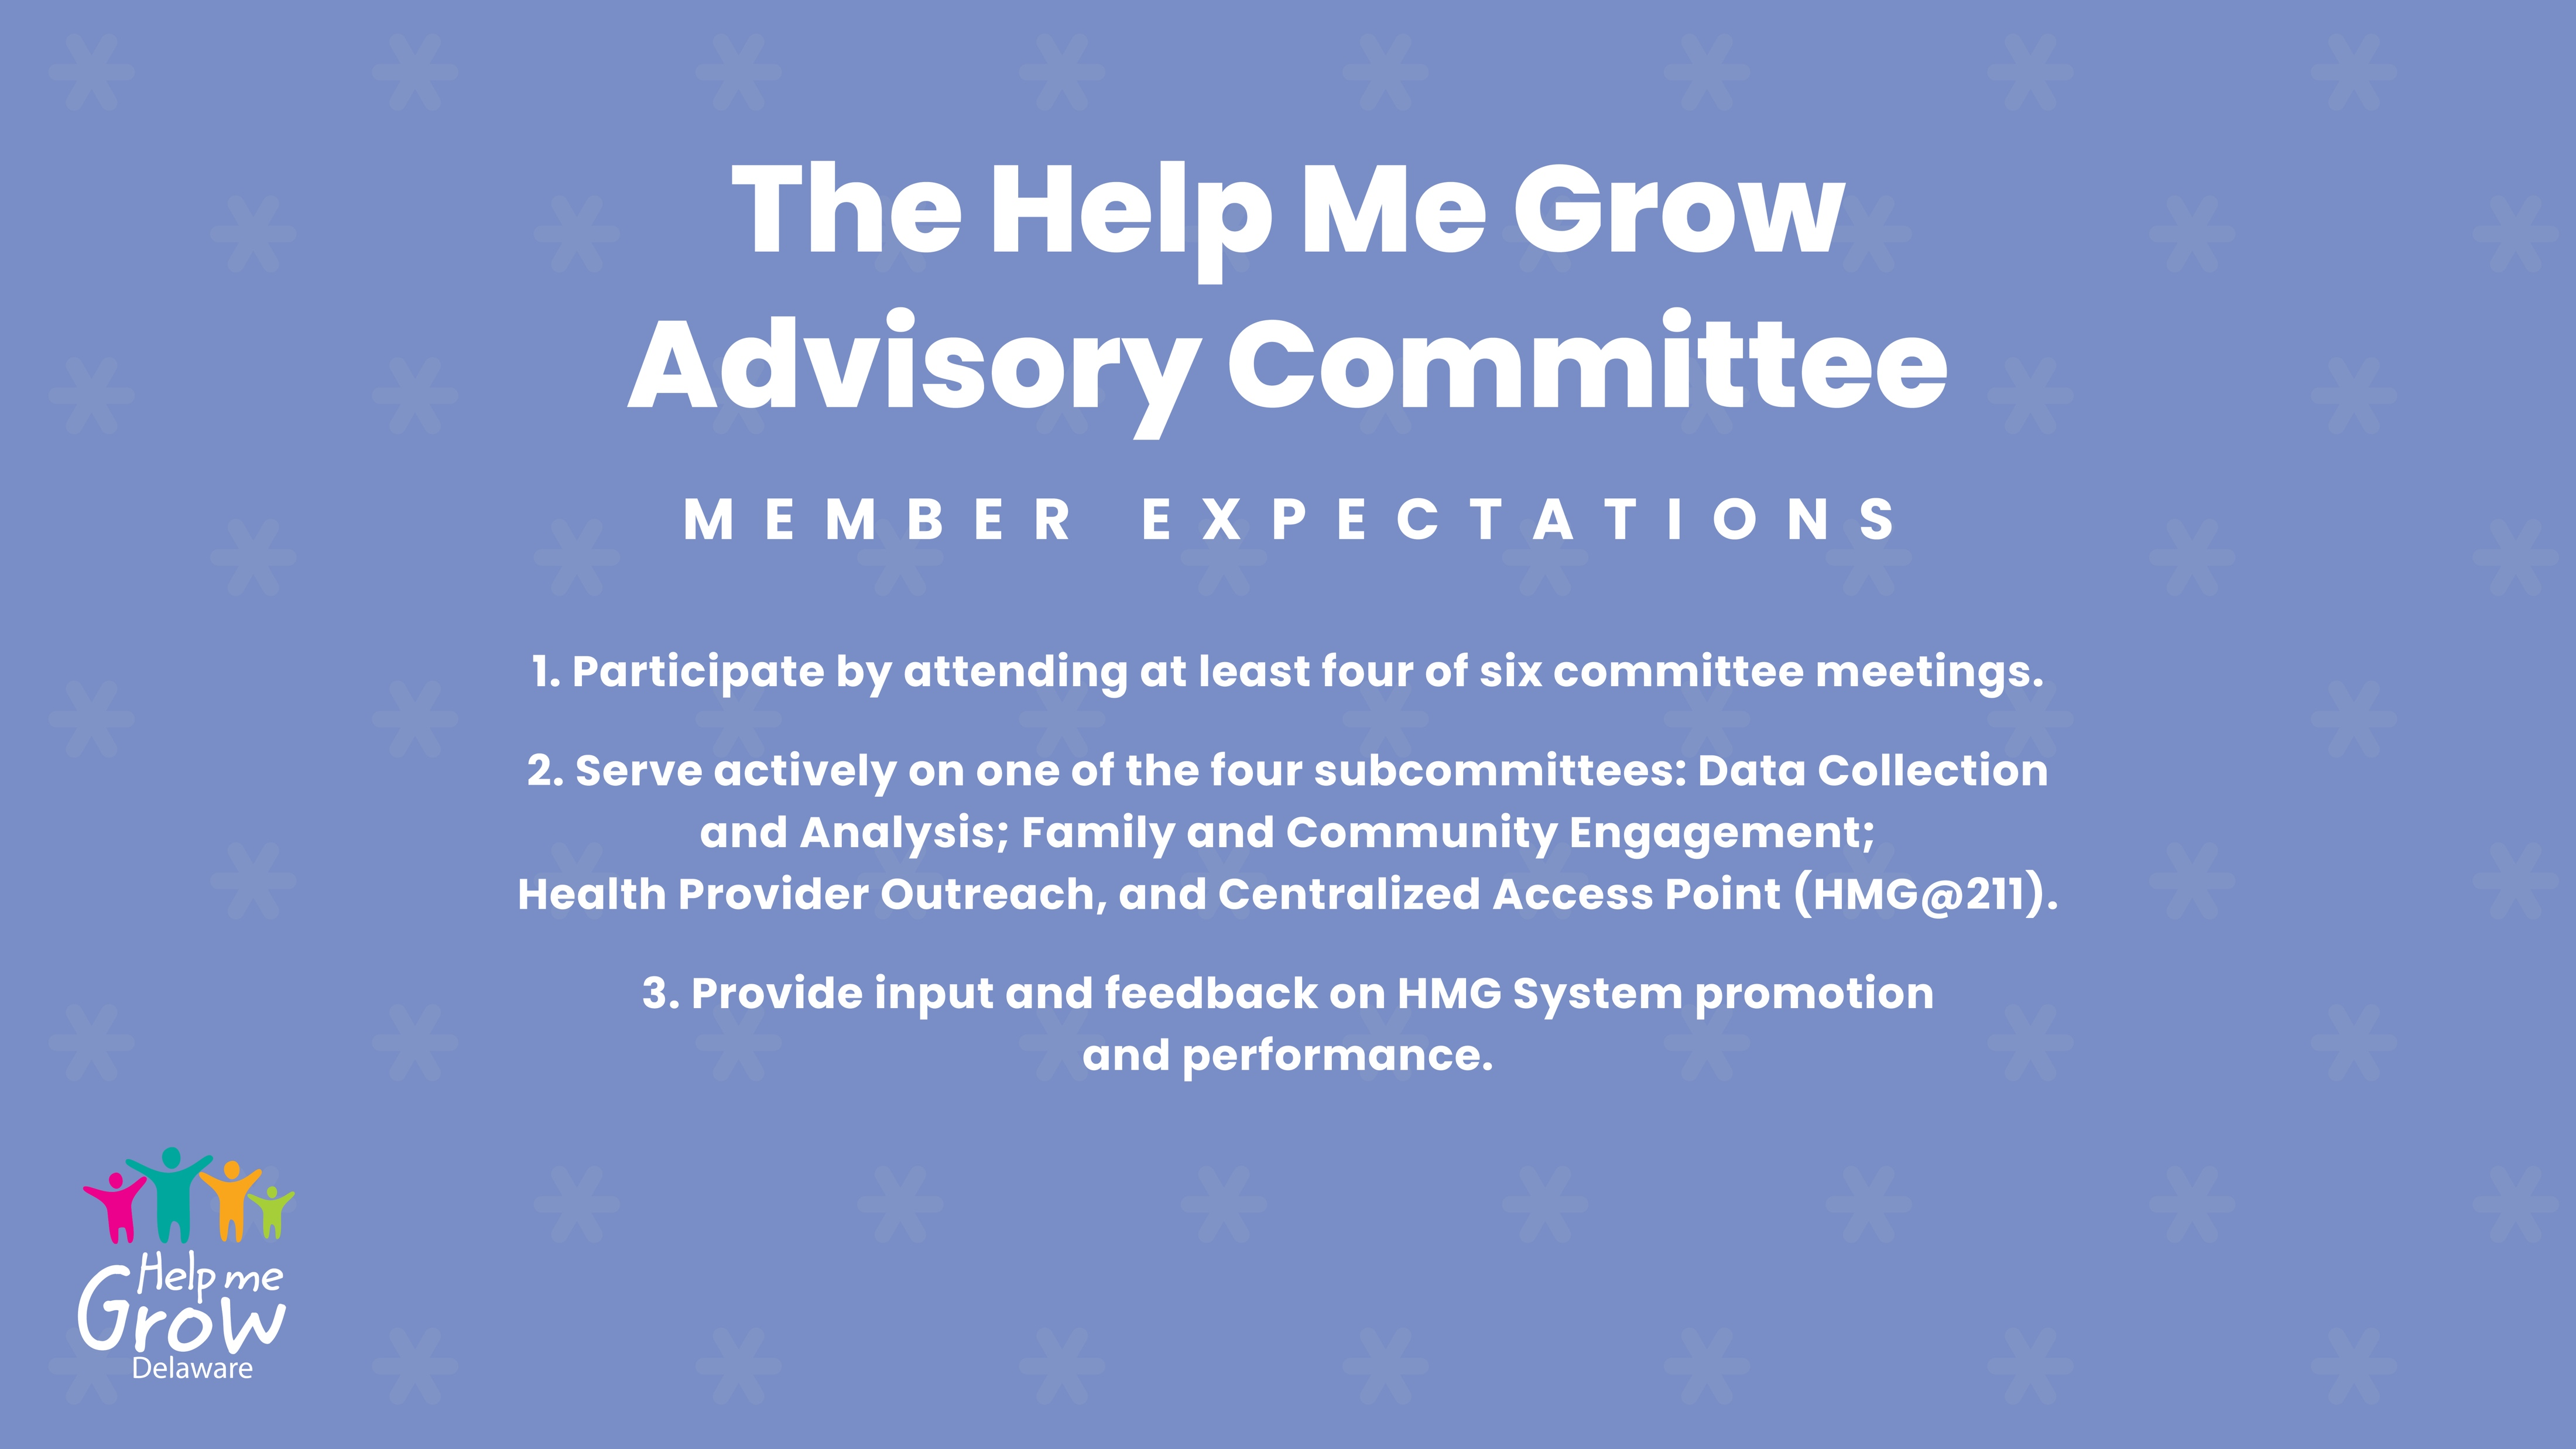 The Help Me Grow
Advisory Committee
MEMBER EXPECTATIONS
1. Participate by attending at least four of six committee meetings.
2. Serve actively on one of the four subcommittees: Data Collection
and Analysis; Family and Community Engagement;
Health Provider Outreach, and Centralized Access Point (HMG@211).
3. Provide input and feedback on HMG System promotion
and performance.
Help me
Grow
Delaware